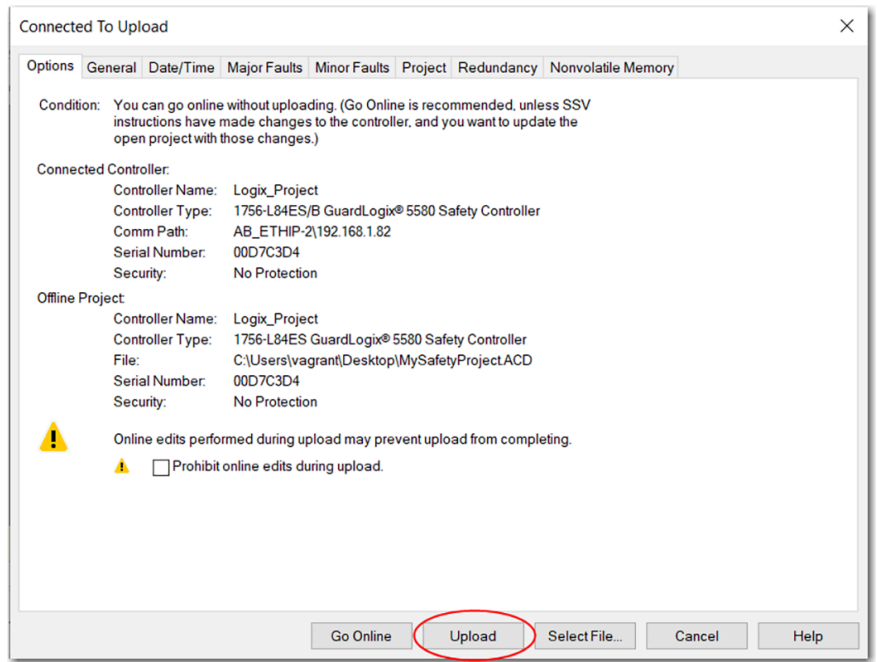 Connected To Upload
Options General Date/Time Major Faults Minor Faults Project Redundancy Nonvolatile Memory
Condition: You can go online without uploading. (Go Online is recommended, unless SSV
instructions have made changes to the controller, and you want to update the
open project with those changes.)
Connected Controller:
Controller Name: Logix_Project
Controller Type: 1756-L84ES/B GuardLogix® 5580 Safety Controller
Comm Path: AB_ETHIP-2\192.168.1.82
Serial Number: 00D7C3D4
Security: No Protection
Offline Project:
Controller Name: Logix_Project
Controller Type: 1756-L84ES GuardLogix® 5580 Safety Controller
File: C:\Users\vagrant\Desktop\MySafetyProject.ACD
Serial Number: 00D7C3D4
Security: No Protection
Online edits performed during upload may prevent upload from completing.
Prohibit online edits during upload.
Go Online Upload Select File... Cancel Help